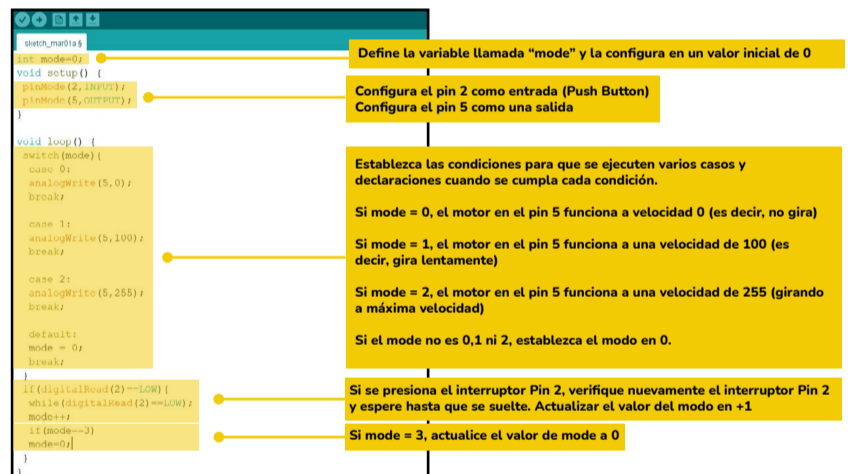 sketch_mar01a §
int mode=0;
void setup() {
pinMode(2,INPUT);
pinMode(5,OUTPUT);
}
void loop() {
switch(mode){
case 0:
analogWrite(5,0);
break;
case 1:
analogWrite(5,100);
break;
case 2:
analogWrite(5,255);
break;
default:
mode = 0;
break;
}
if(digitalRead(2)==LOW){
while(digitalRead(2)==LOW);
mode++;
if(mode==3)
mode=0;
}
}
Define la variable llamada “mode” y la configura en un valor inicial de 0
Configura el pin 2 como entrada (Push Button)
Configura el pin 5 como una salida
Establezca las condiciones para que se ejecuten varios casos y
declaraciones cuando se cumpla cada condición.
Si mode = 0, el motor en el pin 5 funciona a velocidad 0 (es decir, no gira)
Si mode = 1, el motor en el pin 5 funciona a una velocidad de 100 (es
decir, gira lentamente)
Si mode = 2, el motor en el pin 5 funciona a una velocidad de 255 (girando
a máxima velocidad)
Si el mode no es 0,1 ni 2, establezca el modo en 0.
Si se presiona el interruptor Pin 2, verifique nuevamente el interruptor Pin 2
y espere hasta que se suelte. Actualizar el valor del modo en +1
Si mode = 3, actualice el valor de mode a 0